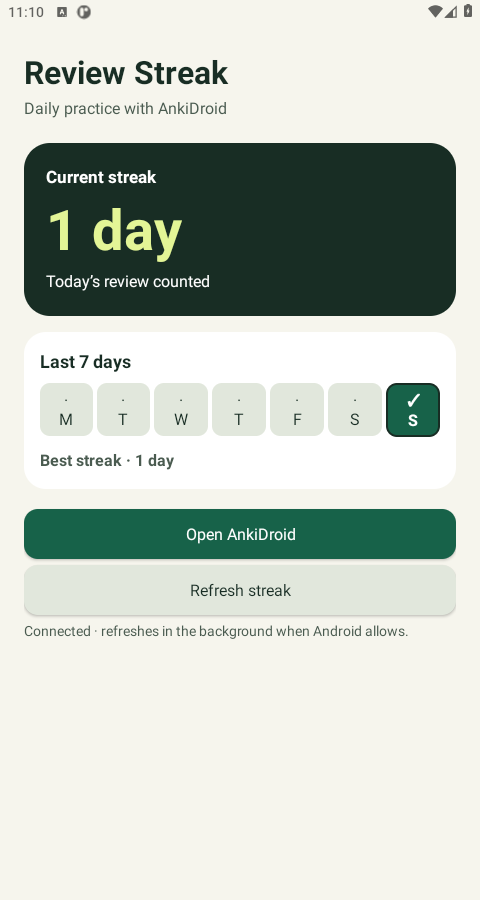 11:10
Review Streak
Daily practice with AnkiDroid
Current streak
1 day
Today’s review counted
Last 7 days
· · · · · · ✓
M T W T F S S
Best streak · 1 day
Open AnkiDroid
Refresh streak
Connected · refreshes in the background when Android allows.